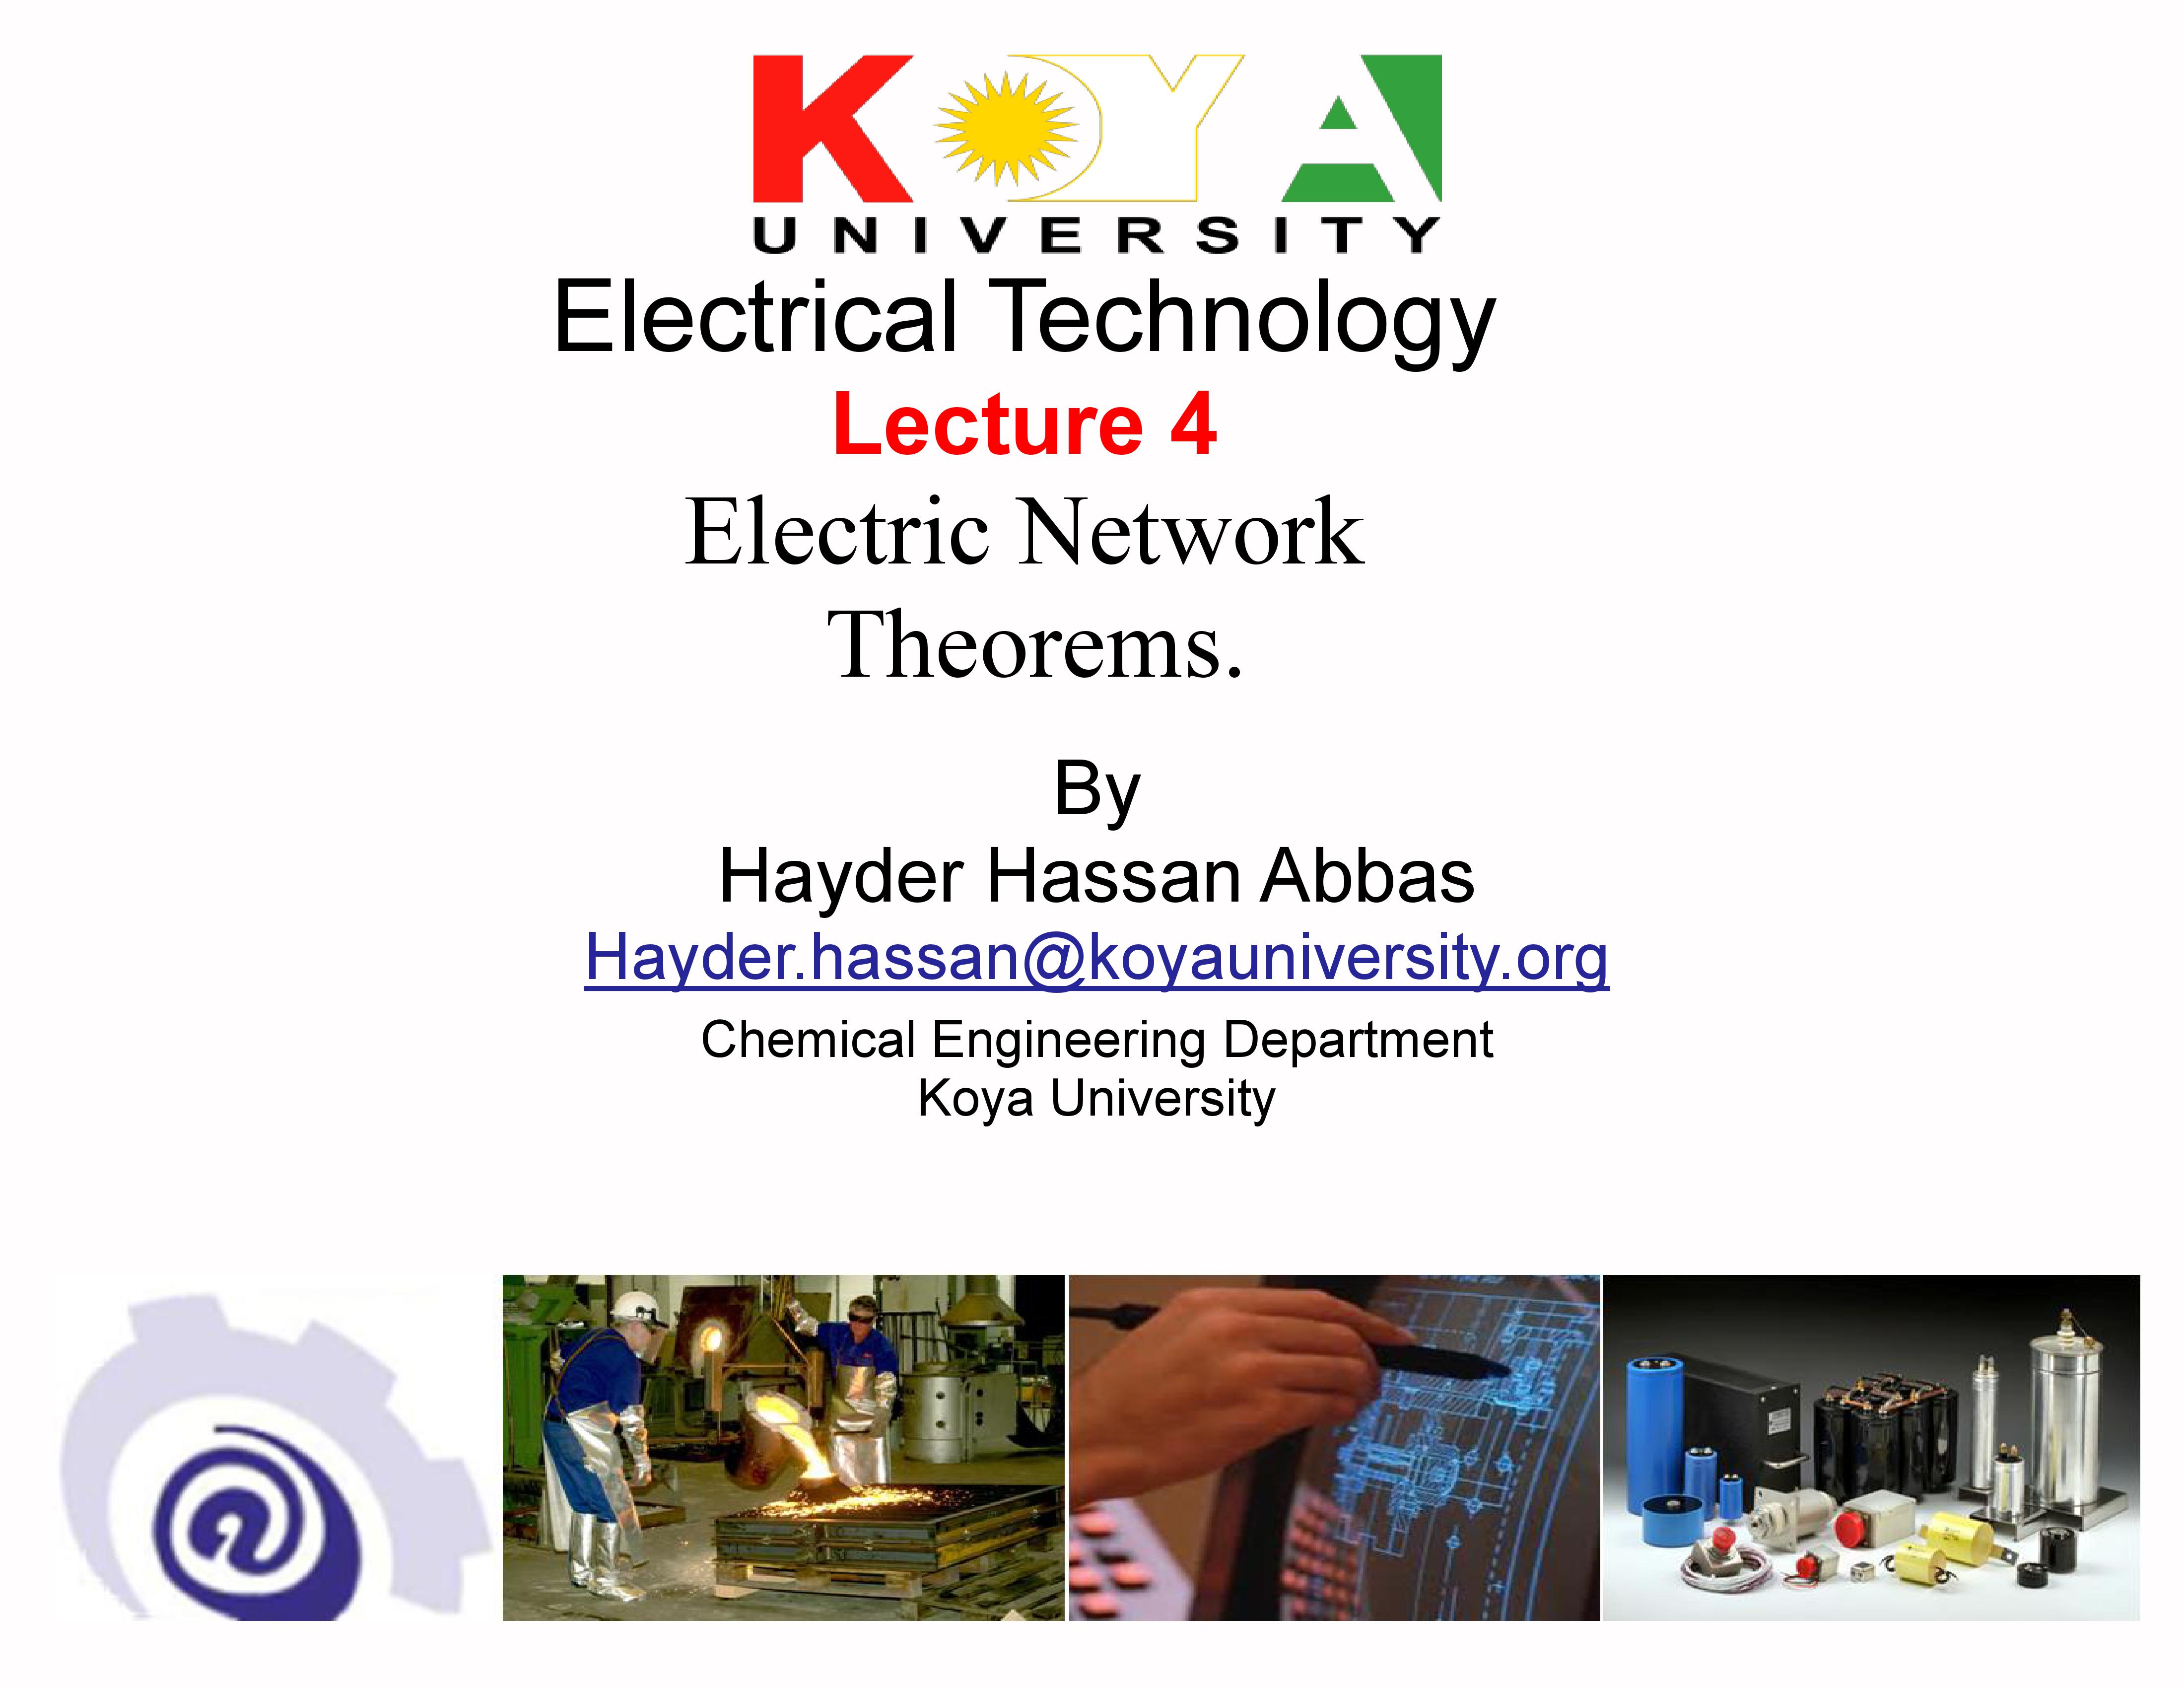 KOYA
UNIVERSITY
Electrical Technology
Lecture 4
Electric Network
Theorems.
By
Hayder Hassan Abbas
Hayder.hassan@koyauniversity.org
Chemical Engineering Department
Koya University